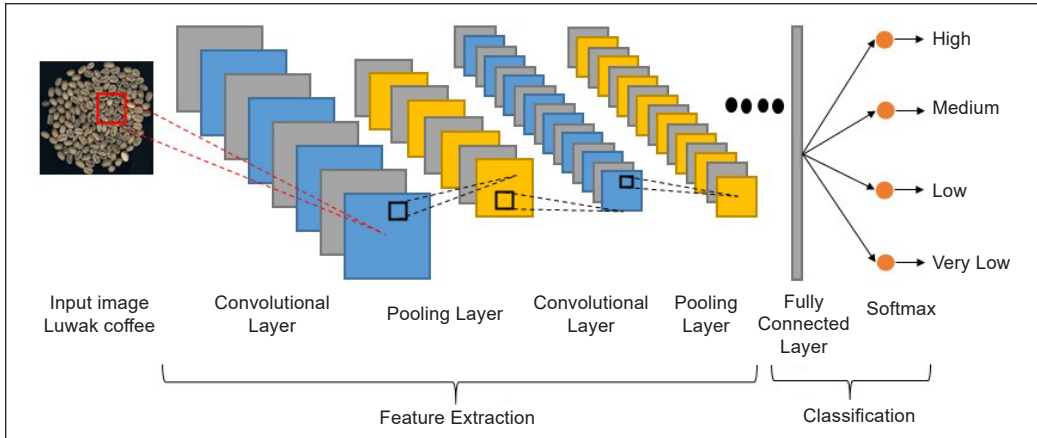 High
Medium
Low
Very Low
Input image
Luwak coffee
Convolutional
Layer
Pooling Layer
Convolutional
Layer
Pooling
Layer
Fully
Connected
Layer
Softmax
Feature Extraction
Classification